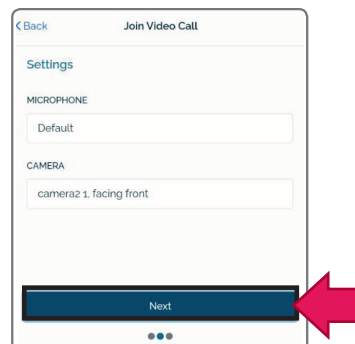 Back
Join Video Call
Settings
MICROPHONE
Default
CAMERA
camera2 1, facing front
Next